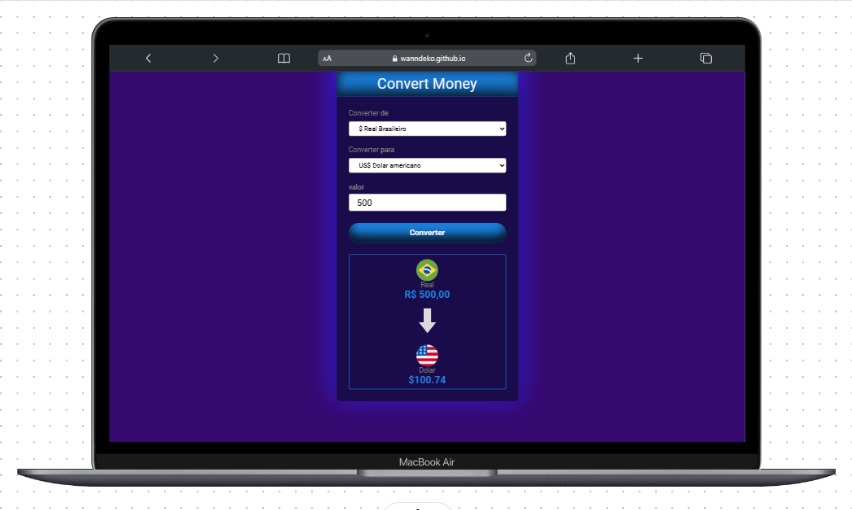 AA wanndeko.github.io
Convert Money
Converter de
$ Real Brasileiro
Converter para
US$ Dolar americano
valor
500
Converter
Real
R$ 500,00
Dolar
$100.74
MacBook Air